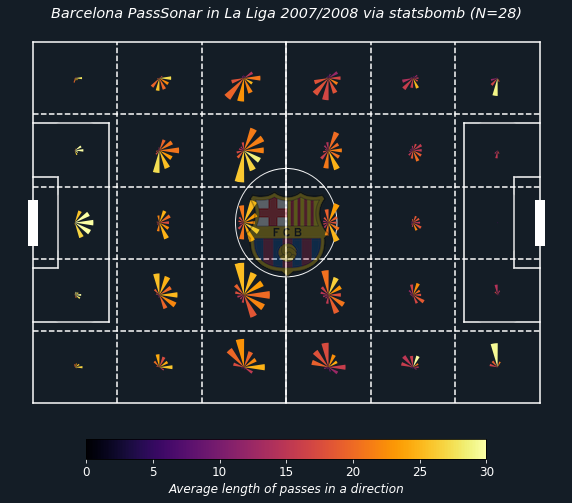 Barcelona PassSonar in La Liga 2007/2008 via statsbomb (N=28)
F C B
0 5 10 15 20 25 30
Average length of passes in a direction